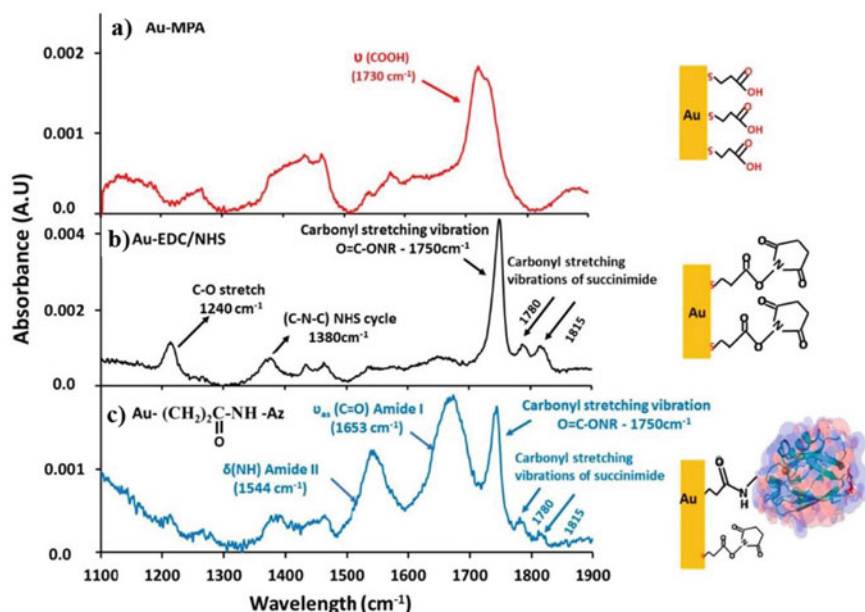 a) Au-MPA
υ (COOH)
(1730 cm⁻¹)
0.002
0.001
0.0
S
O
OH
Au
S
O
OH
S
O
OH
Absorbance (A.U)
b) Au-EDC/NHS
Carbonyl stretching vibration
O=C-ONR - 1750cm⁻¹
Carbonyl stretching
vibrations of succinimide
1780
1815
C-O stretch
1240 cm⁻¹
(C-N-C) NHS cycle
1380cm⁻¹
0.004
0.002
0.0
O
O
N
S
O
O
Au
O
O
N
S
O
O
c) Au- (CH₂)₂C-NH -Az
O
υas (C=O) Amide I
(1653 cm⁻¹)
δ(NH) Amide II
(1544 cm⁻¹)
Carbonyl stretching vibration
O=C-ONR - 1750cm⁻¹
Carbonyl stretching
vibrations of succinimide
1780
1815
0.001
0.0
O
Au
N
H
O
O
N
S
O
O
1100 1200 1300 1400 1500 1600 1700 1800 1900
Wavelength (cm⁻¹)